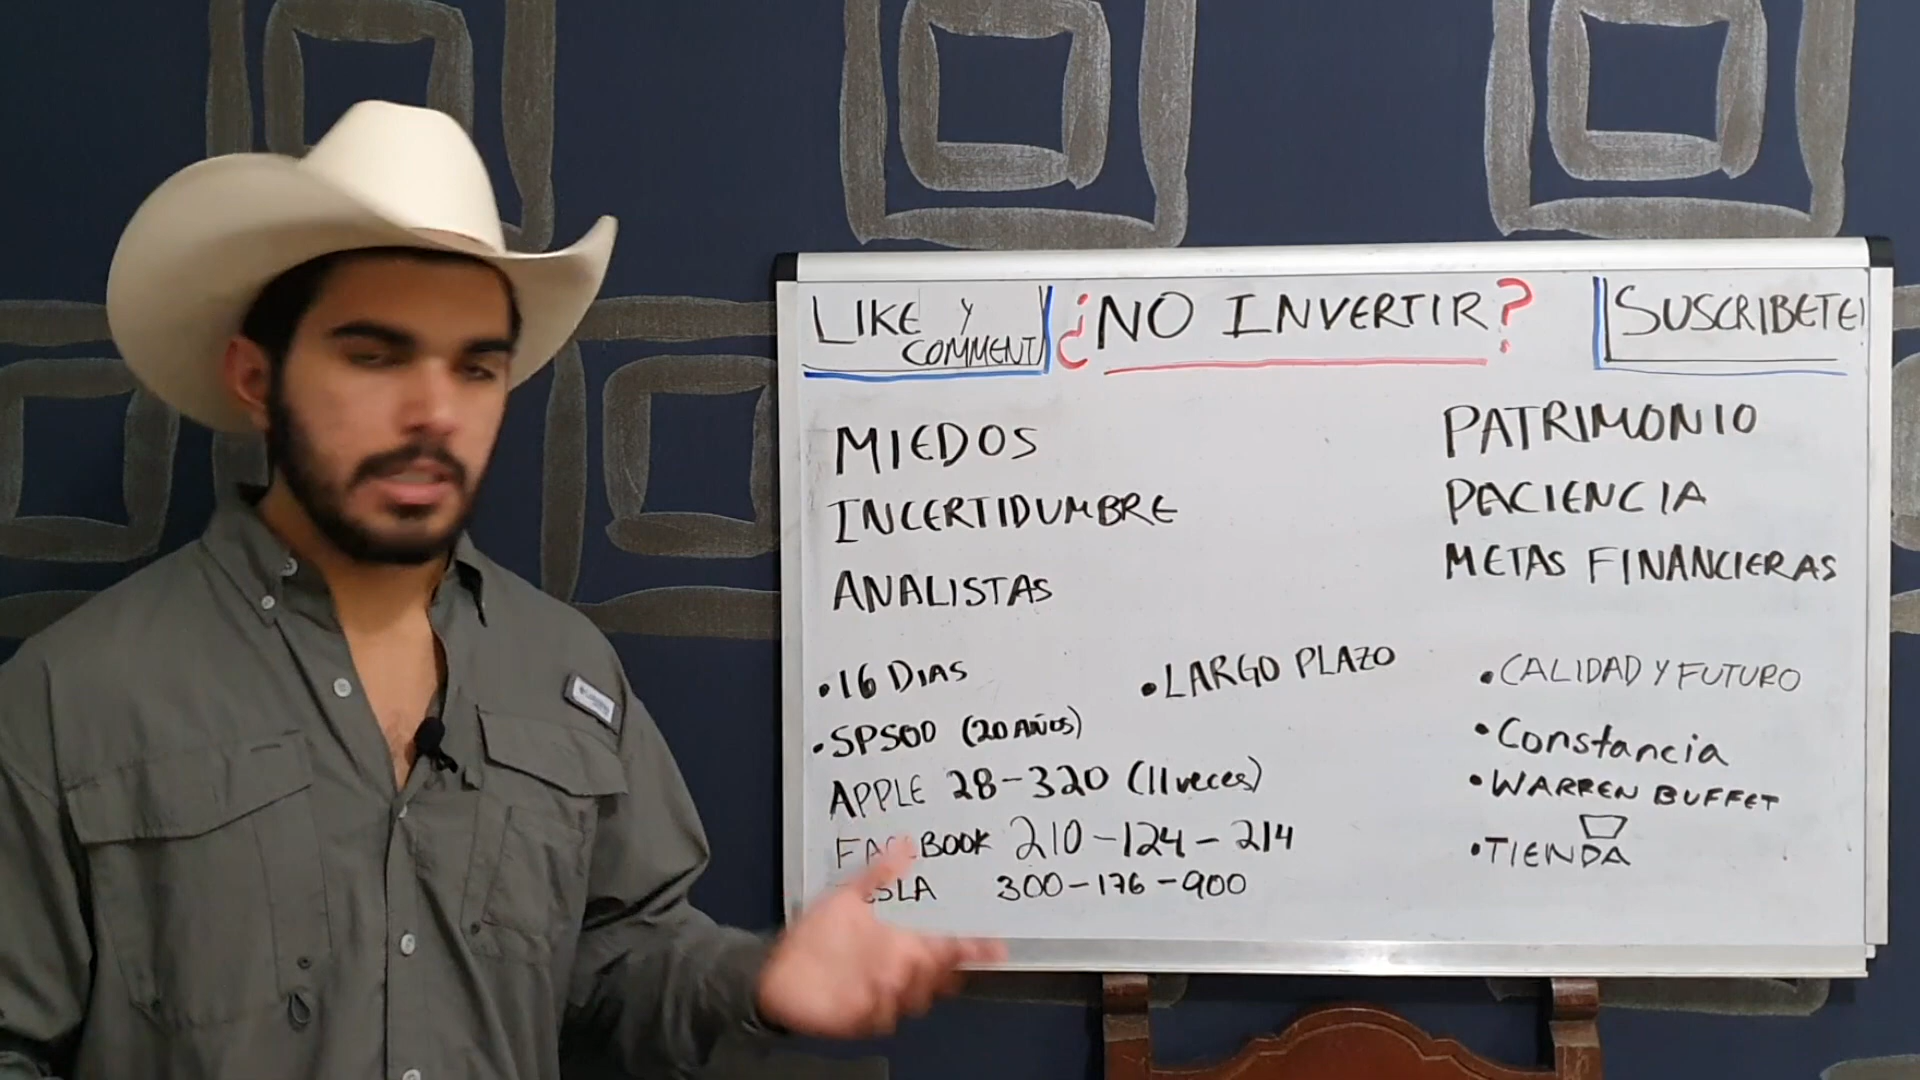 LIKE Y
COMMENT
¿NO INVERTIR?
SUSCRIBETE!
MIEDOS
INCERTIDUMBRE
ANALISTAS
PATRIMONIO
PACIENCIA
METAS FINANCIERAS
•16 DIAS
•SP500 (20 AÑOS)
APPLE 28-320 (11 veces)
210-124-214
300-176-900
•LARGO PLAZO
•CALIDAD Y FUTURO
•Constancia
•WARREN BUFFET
•TIENDA